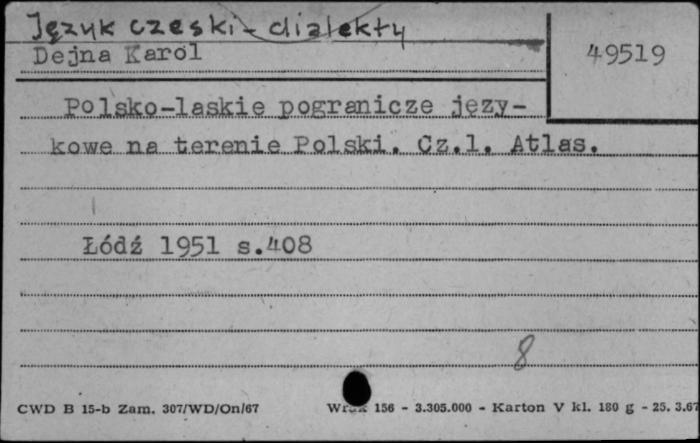 Język czeski - dialekty
49519
Dejna Karol
Polsko-laskie pogranicze języ-
kowe na terenie Polski. Cz.1. Atlas.
Łódź 1951 s.408
8
CWD B 15-b Zam. 307/WD/On/67 156 - 3.305.000 - Karton V kl. 180 g - 25. 3.67